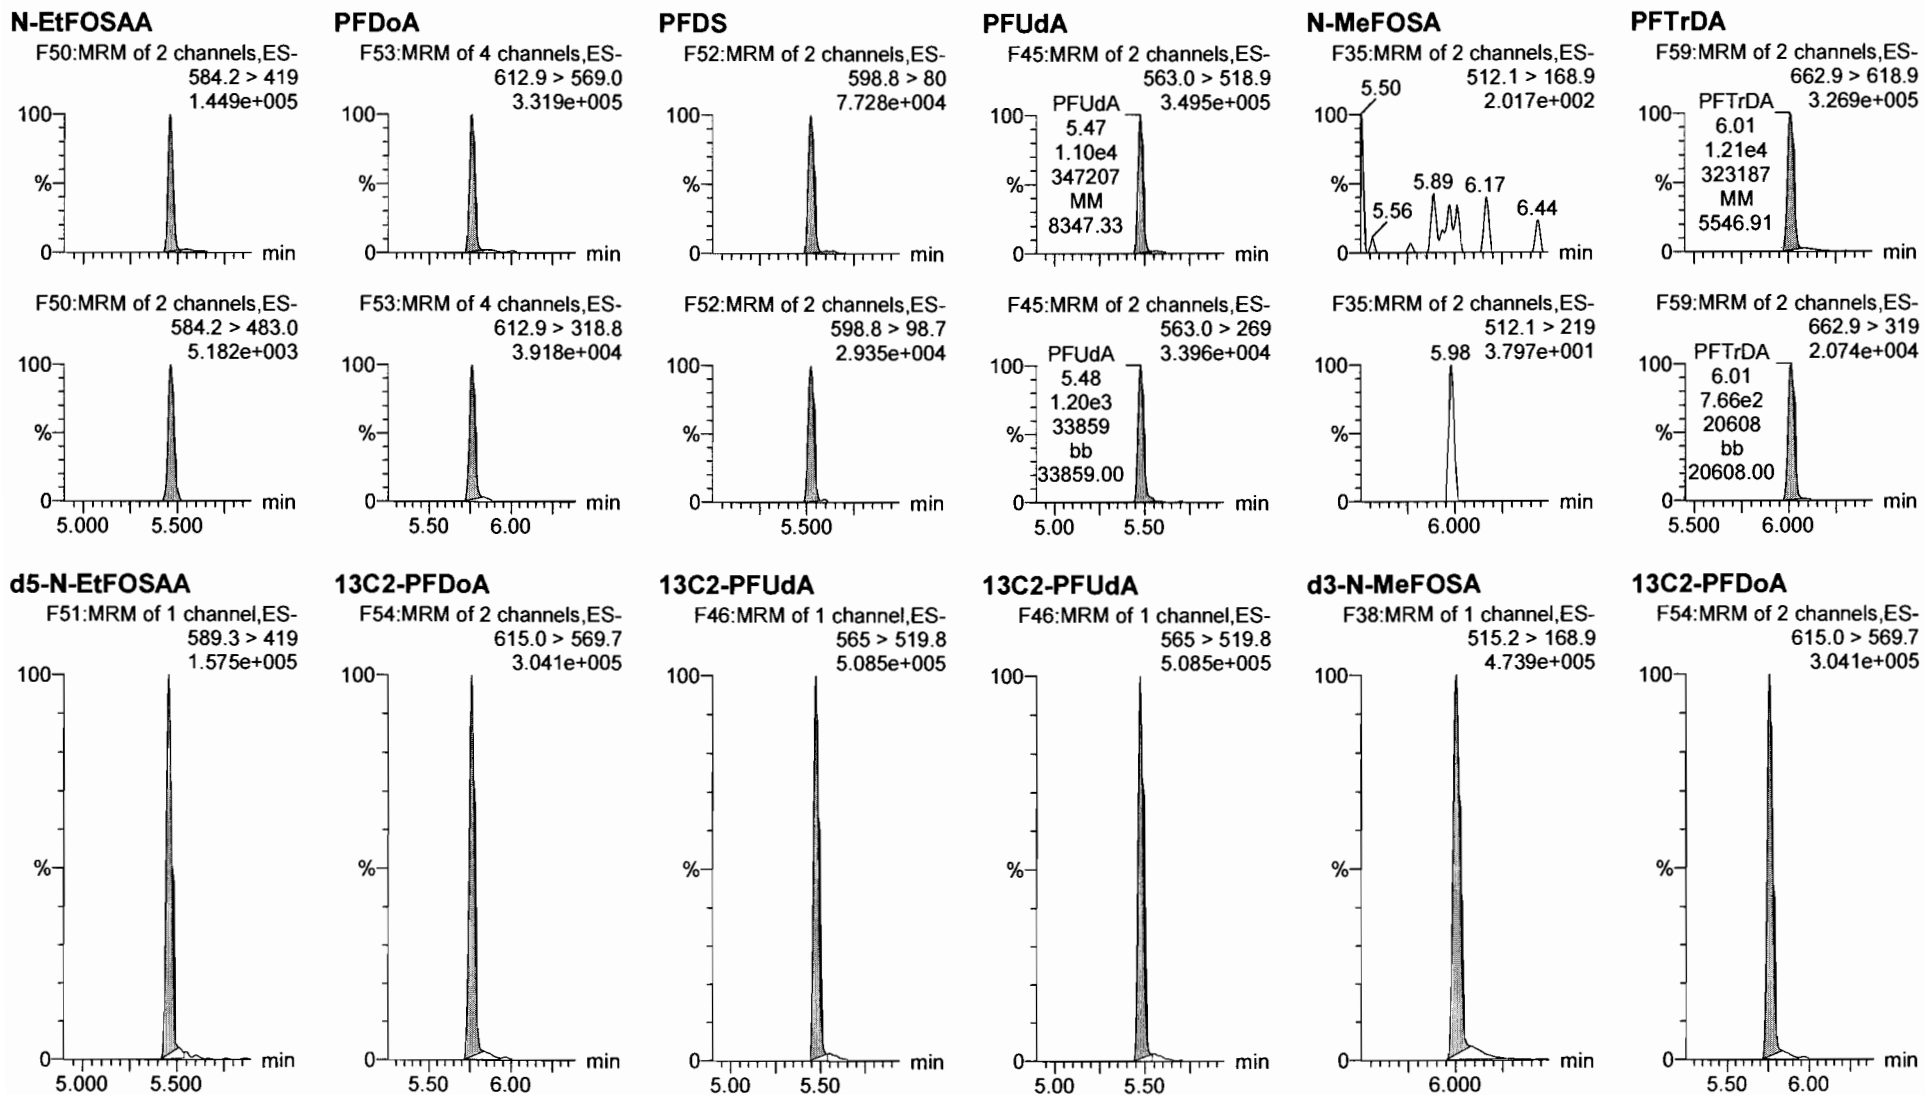 N-EtFOSAA
F50:MRM of 2 channels,ES-
584.2 > 419
1.449e+005
100
%
0
min
F50:MRM of 2 channels,ES-
584.2 > 483.0
5.182e+003
100
%
0
min
5.000 5.500
PFDoA
F53:MRM of 4 channels,ES-
612.9 > 569.0
3.319e+005
100
%
0
min
F53:MRM of 4 channels,ES-
612.9 > 318.8
3.918e+004
100
%
0
min
5.50 6.00
PFDS
F52:MRM of 2 channels,ES-
598.8 > 80
7.728e+004
100
%
0
min
F52:MRM of 2 channels,ES-
598.8 > 98.7
2.935e+004
100
%
0
min
5.500
PFUdA
F45:MRM of 2 channels,ES-
563.0 > 518.9
3.495e+005
PFUdA
5.47
1.10e4
347207
MM
8347.33
100
%
0
min
F45:MRM of 2 channels,ES-
563.0 > 269
3.396e+004
PFUdA
5.48
1.20e3
33859
bb
33859.00
100
%
0
min
5.00 5.50
N-MeFOSA
F35:MRM of 2 channels,ES-
512.1 > 168.9
2.017e+002
5.50
100
%
5.56
5.89 6.17
6.44
0
min
F35:MRM of 2 channels,ES-
512.1 > 219
5.98 3.797e+001
100
%
0
min
6.000
PFTrDA
F59:MRM of 2 channels,ES-
662.9 > 618.9
3.269e+005
PFTrDA
6.01
1.21e4
323187
MM
5546.91
100
%
0
min
F59:MRM of 2 channels,ES-
662.9 > 319
2.074e+004
PFTrDA
6.01
7.66e2
20608
bb
20608.00
100
%
0
min
5.500 6.000
d5-N-EtFOSAA
F51:MRM of 1 channel,ES-
589.3 > 419
1.575e+005
100
%
0
min
5.000 5.500
13C2-PFDoA
F54:MRM of 2 channels,ES-
615.0 > 569.7
3.041e+005
100
%
0
min
5.50 6.00
13C2-PFUdA
F46:MRM of 1 channel,ES-
565 > 519.8
5.085e+005
100
%
0
min
5.00 5.50
13C2-PFUdA
F46:MRM of 1 channel,ES-
565 > 519.8
5.085e+005
100
%
0
min
5.00 5.50
d3-N-MeFOSA
F38:MRM of 1 channel,ES-
515.2 > 168.9
4.739e+005
100
%
0
min
6.000
13C2-PFDoA
F54:MRM of 2 channels,ES-
615.0 > 569.7
3.041e+005
100
%
0
min
5.50 6.00